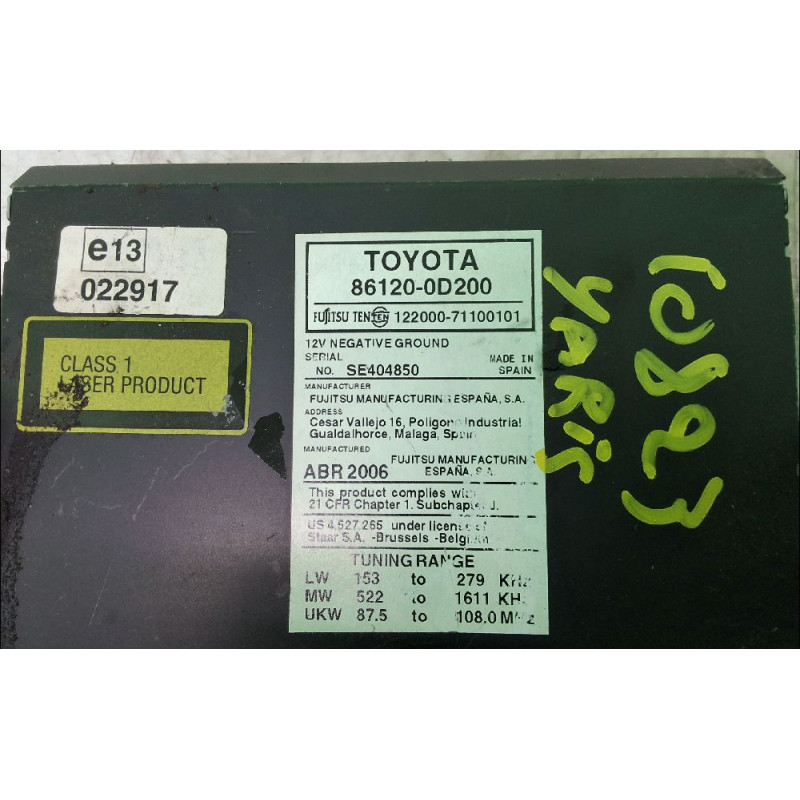 e13
022917
CLASS 1
LASER PRODUCT
TOYOTA
86120-0D200
FUJITSU TEN TEN 122000-71100101
12V NEGATIVE GROUND
SERIAL
NO. SE404850
MADE IN
SPAIN
MANUFACTURER
FUJITSU MANUFACTURING ESPAÑA, S.A.
ADDRESS
Cesar Vallejo 16, Poligono Industrial
Gualdalhorce, Malaga, Spain
MANUFACTURED
ABR 2006
FUJITSU MANUFACTURING
ESPAÑA, S.A.
This product complies with
21 CFR Chapter 1. Subchapter J.
US 4,527,265 under license of
Staar S.A. -Brussels -Belgium
TUNING RANGE
LW 153 to 279 KHz
MW 522 to 1611 KHz
UKW 87.5 to 108.0 MHz
YARIS
10823